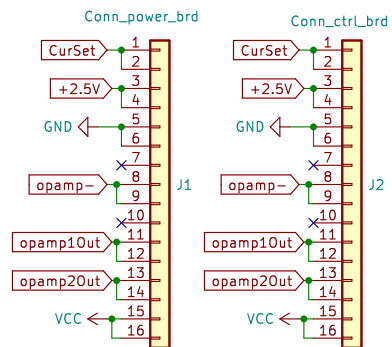 Conn_power_brd
CurSet
1
2
+2.5V
3
4
GND
5
6
7
opamp-
8
9
10
opamp1Out
11
12
opamp2Out
13
14
VCC
15
16
J1
Conn_ctrl_brd
CurSet
1
2
+2.5V
3
4
GND
5
6
7
opamp-
8
9
10
opamp1Out
11
12
opamp2Out
13
14
VCC
15
16
J2